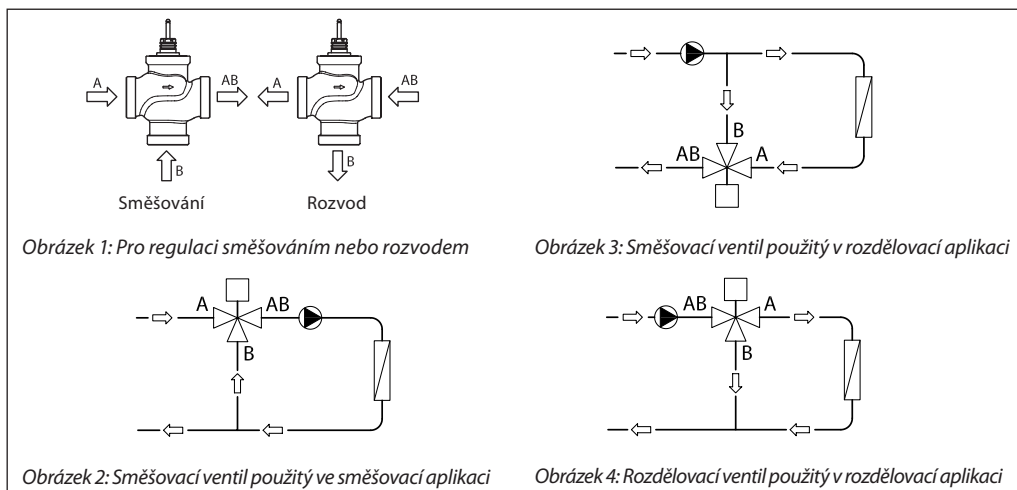 A
AB
A
AB
B
B
Směšování
Rozvod
Obrázek 1: Pro regulaci směšováním nebo rozvodem
B
AB
A
Obrázek 3: Směšovací ventil použitý v rozdělovací aplikaci
A
AB
B
Obrázek 2: Směšovací ventil použitý ve směšovací aplikaci
AB
A
B
Obrázek 4: Rozdělovací ventil použitý v rozdělovací aplikaci